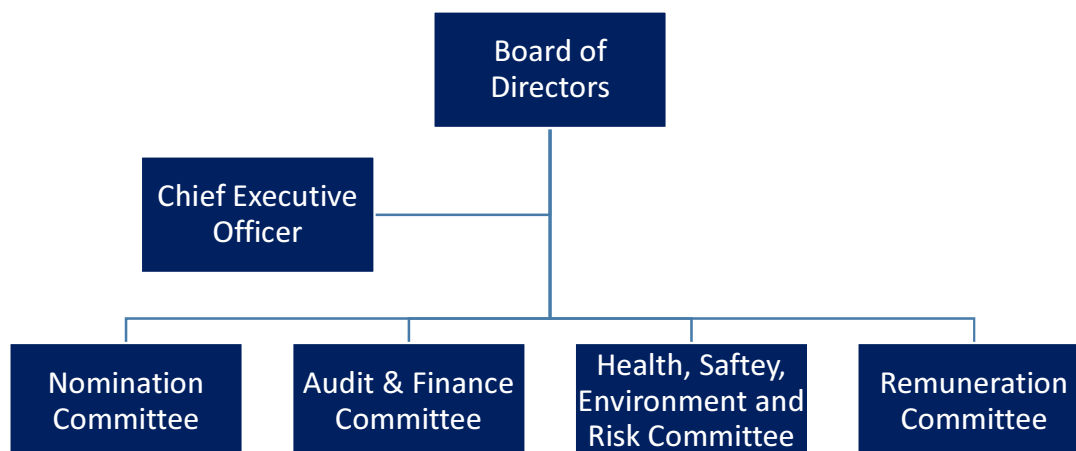 Board of
Directors
Chief Executive
Officer
Nomination
Committee
Audit & Finance
Committee
Health, Saftey,
Environment and
Risk Committee
Remuneration
Committee